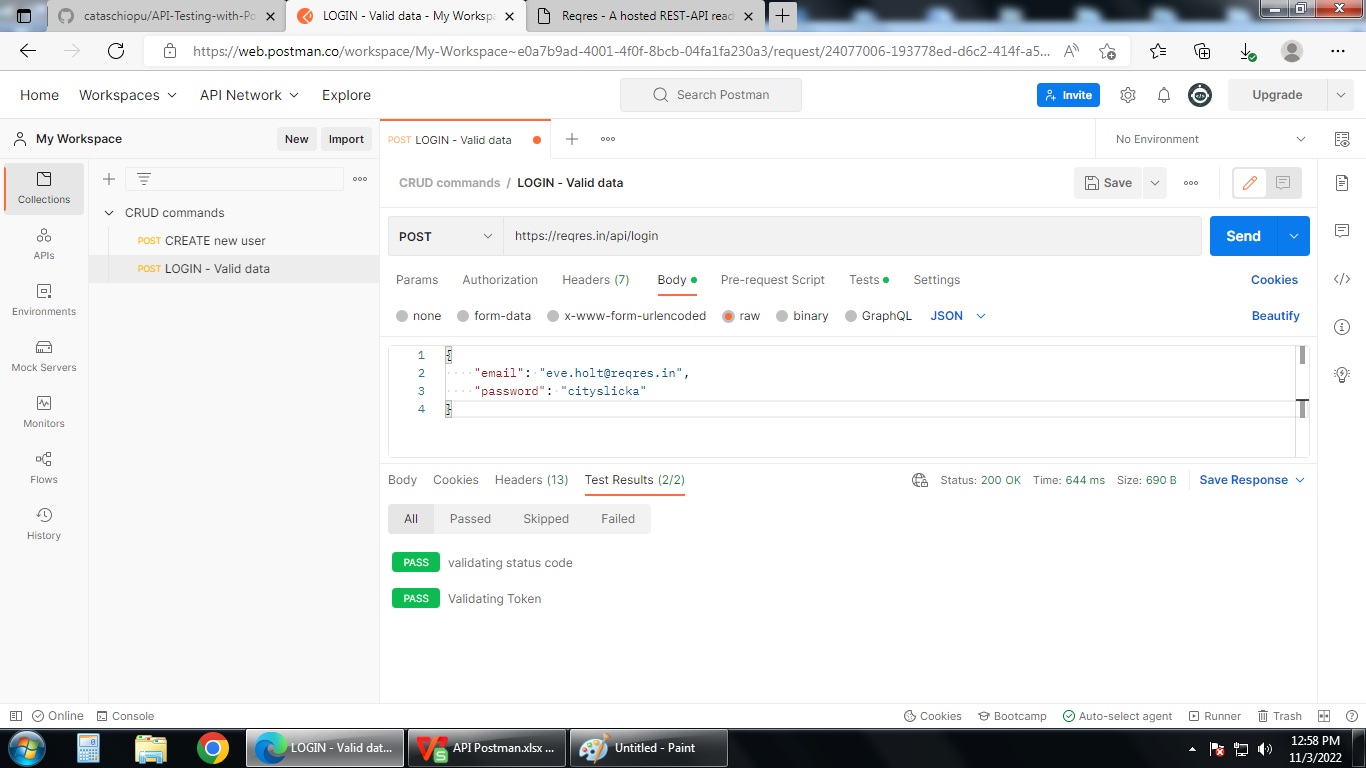 cataschiopu/API-Testing-with-Po
LOGIN - Valid data - My Workspa
Reqres - A hosted REST-API read
https://web.postman.co/workspace/My-Workspace~e0a7b9ad-4001-4f0f-8bcb-04fa1fa230a3/request/24077006-193778ed-d6c2-414f-a5...
Home Workspaces API Network Explore Search Postman Invite Upgrade
My Workspace New Import POST LOGIN - Valid data No Environment
CRUD commands / LOGIN - Valid data Save
Collections
APIs
Environments
Mock Servers
Monitors
Flows
History
CRUD commands
POST CREATE new user
POST LOGIN - Valid data
POST https://reqres.in/api/login Send
Params Authorization Headers (7) Body Pre-request Script Tests Settings Cookies
none form-data x-www-form-urlencoded raw binary GraphQL JSON Beautify
1 {
2 "email": "eve.holt@reqres.in",
3 "password": "cityslicka"
4 }
Body Cookies Headers (13) Test Results (2/2) Status: 200 OK Time: 644 ms Size: 690 B Save Response
All Passed Skipped Failed
PASS validating status code
PASS Validating Token
Online Console Cookies Bootcamp Auto-select agent Runner Trash
LOGIN - Valid dat... API Postman.xlsx ... Untitled - Paint 12:58 PM
11/3/2022